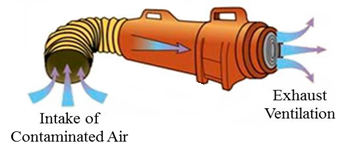 Intake of
Contaminated Air
Exhaust
Ventilation